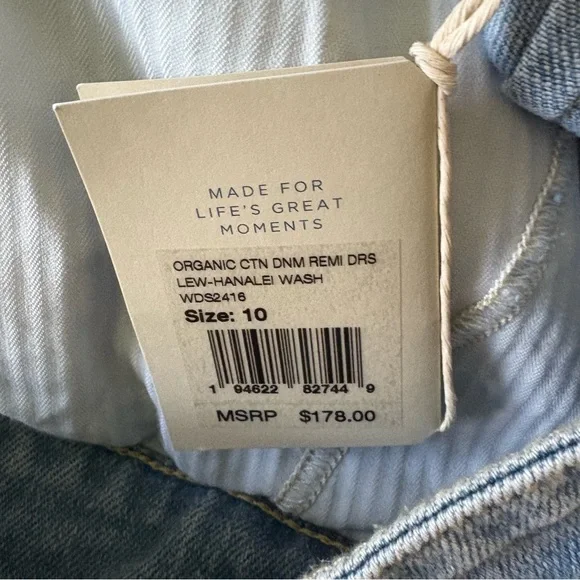 MADE FOR
LIFE'S GREAT
MOMENTS
ORGANIC CTN DNM REMI DRS
LEW-HANALEI WASH
WDS2416
Size: 10
1 94622 82744 9
MSRP $178.00